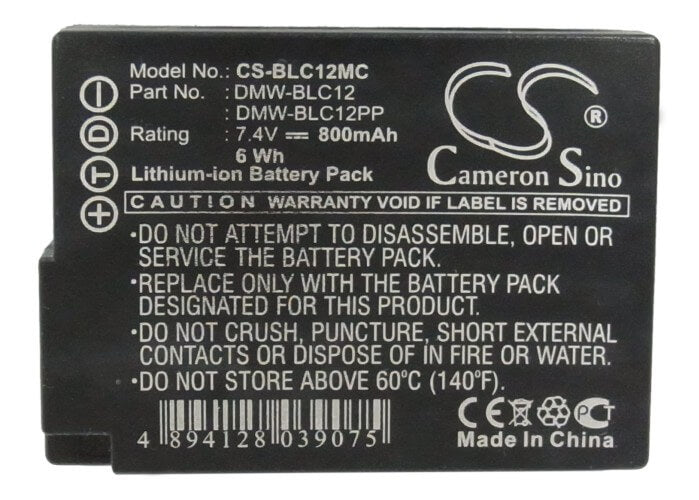 Model No.: CS-BLC12MC
Part No. : DMW-BLC12
: DMW-BLC12PP
Rating : 7.4V ⎓ 800mAh
6 Wh
Lithium-ion Battery Pack
CS ®
Cameron Sino
− D T +
CAUTION WARRANTY VOID IF LABEL IS REMOVED.
·DO NOT ATTEMPT TO DISASSEMBLE, OPEN OR
SERVICE THE BATTERY PACK.
·REPLACE ONLY WITH THE BATTERY PACK
DESIGNATED FOR THIS PRODUCT.
·DO NOT CRUSH, PUNCTURE, SHORT EXTERNAL
CONTACTS OR DISPOSE OF IN FIRE OR WATER.
·DO NOT STORE ABOVE 60°C (140°F).
4 894128 039075
CE PCT
Made In China